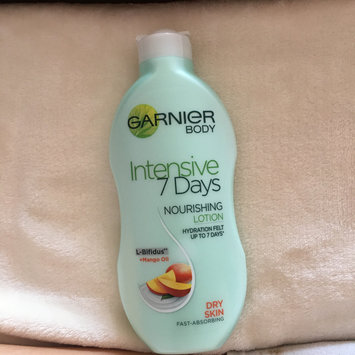 GARNIER
BODY
Intensive
7 Days
NOURISHING
LOTION
HYDRATION FELT
UP TO 7 DAYS*
L-Bifidus**
+Mango Oil
DRY
SKIN
FAST-ABSORBING